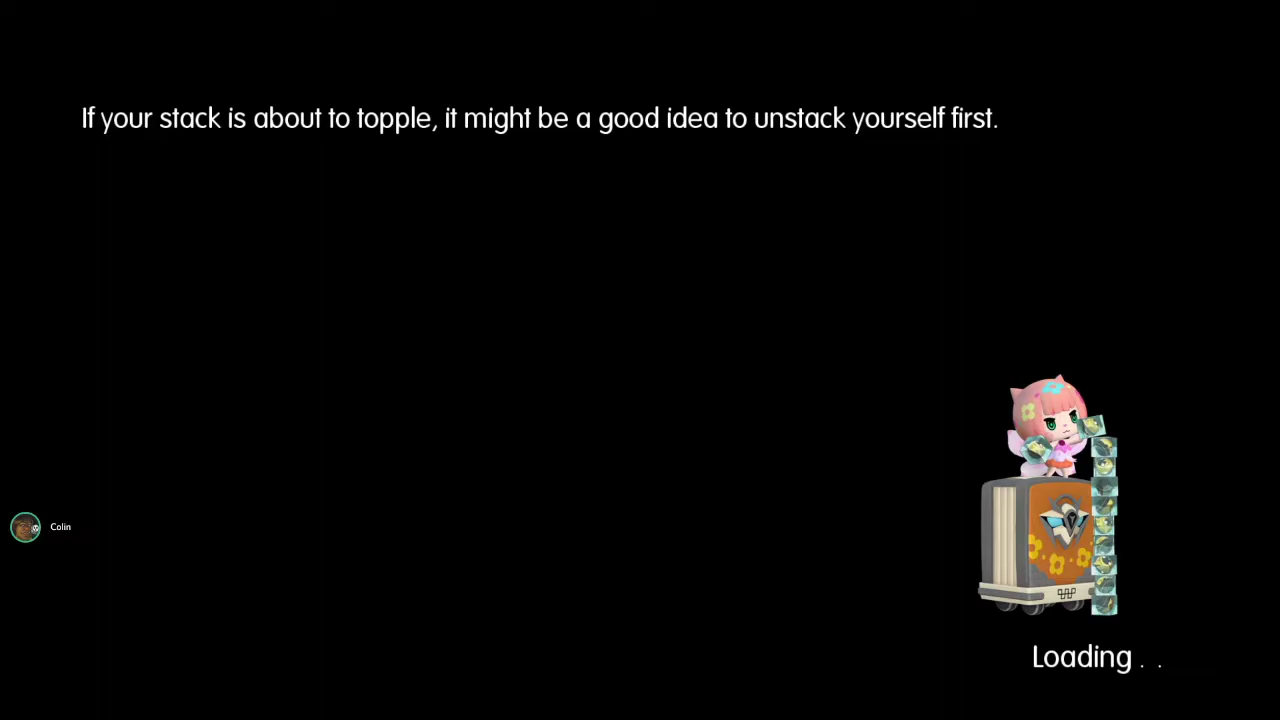 If your stack is about to topple, it might be a good idea to unstack yourself first.
Colin
Loading . .